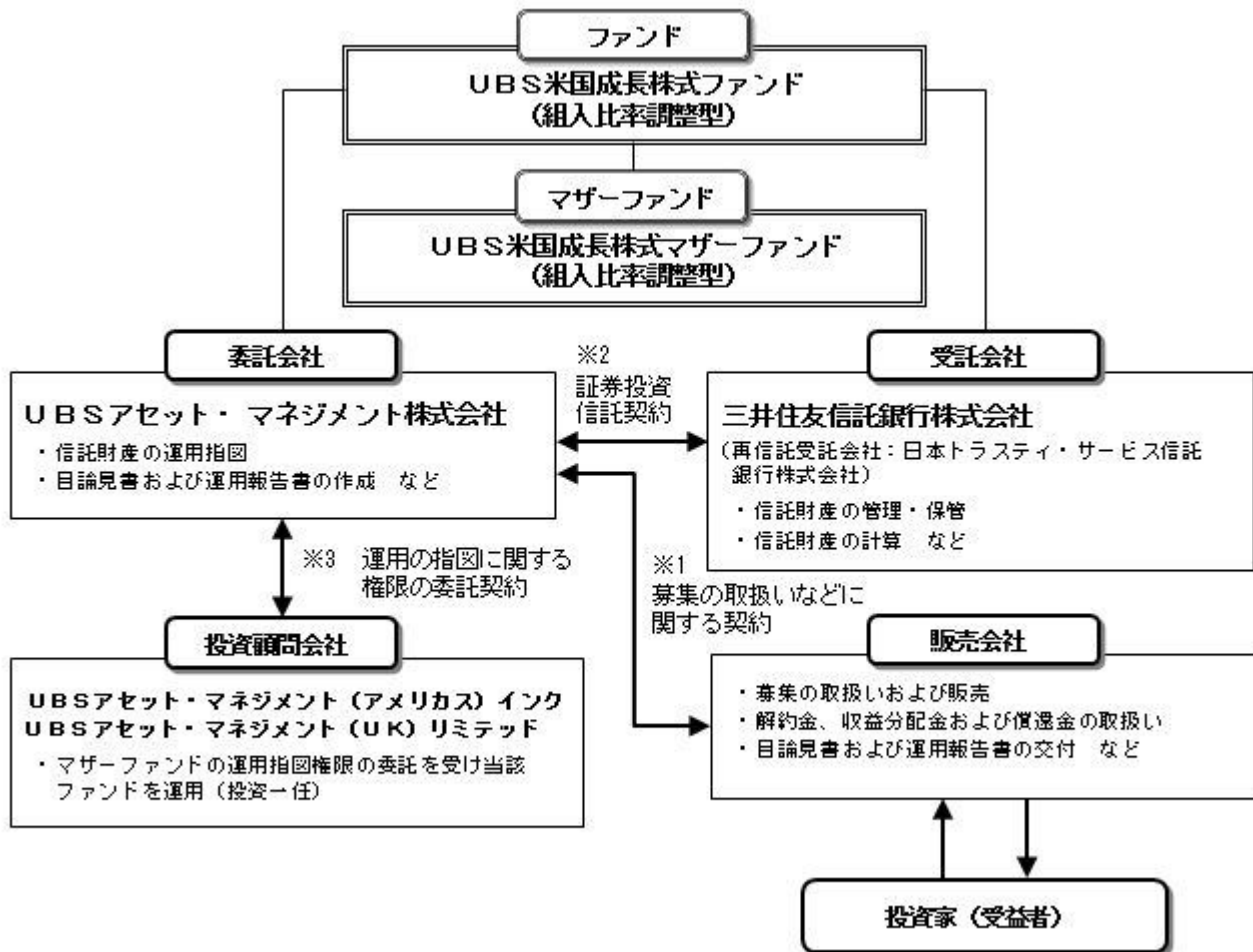 ファンド
UBS米国成長株式ファンド
(組入比率調整型)
マザーファンド
UBS米国成長株式マザーファンド
(組入比率調整型)
委託会社
UBSアセット・マネジメント株式会社
・信託財産の運用指図
・目論見書および運用報告書の作成 など
※2
証券投資
信託契約
受託会社
三井住友信託銀行株式会社
(再信託受託会社:日本トラスティ・サービス信託
銀行株式会社)
・信託財産の管理・保管
・信託財産の計算 など
※3 運用の指図に関する
権限の委託契約
※1
募集の取扱いなどに
関する契約
投資顧問会社
UBSアセット・マネジメント(アメリカス)インク
UBSアセット・マネジメント(UK)リミテッド
・マザーファンドの運用指図権限の委託を受け当該
ファンドを運用(投資一任)
販売会社
・募集の取扱いおよび販売
・解約金、収益分配金および償還金の取扱い
・目論見書および運用報告書の交付 など
投資家(受益者)